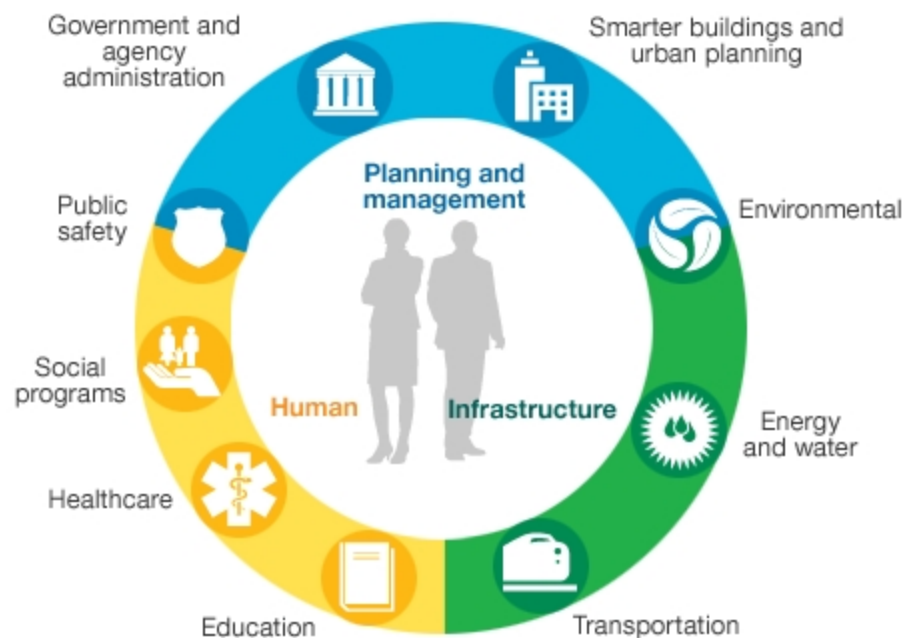 Government and
agency
administration
Smarter buildings and
urban planning
Planning and
management
Public
safety
Environmental
Social
programs
Human
Infrastructure
Energy
and water
Healthcare
Education
Transportation